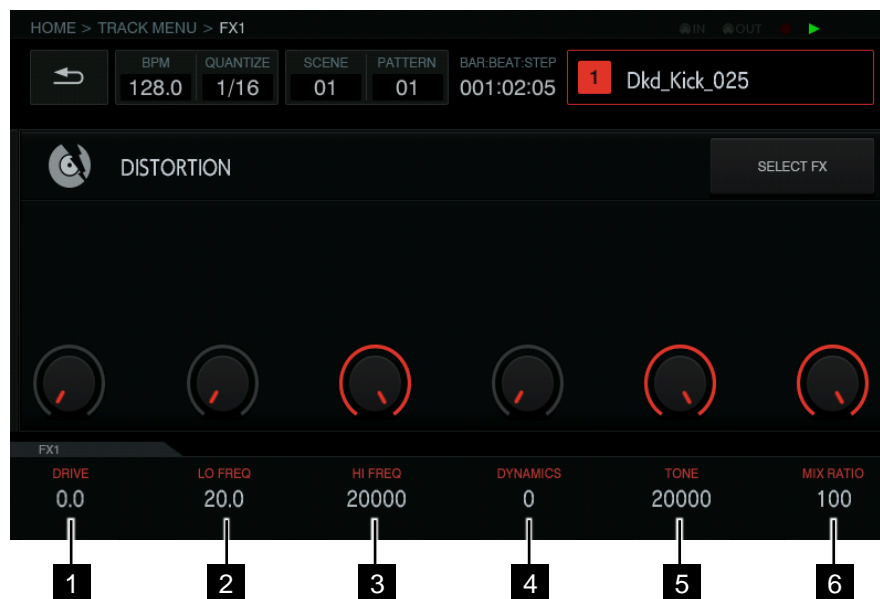 HOME > TRACK MENU > FX1
IN OUT
BPM QUANTIZE SCENE PATTERN BAR:BEAT:STEP
128.0 1/16 01 01 001:02:05 1 Dkd_Kick_025
DISTORTION SELECT FX
FX1
DRIVE LO FREQ HI FREQ DYNAMICS TONE MIX RATIO
0.0 20.0 20000 0 20000 100
1 2 3 4 5 6